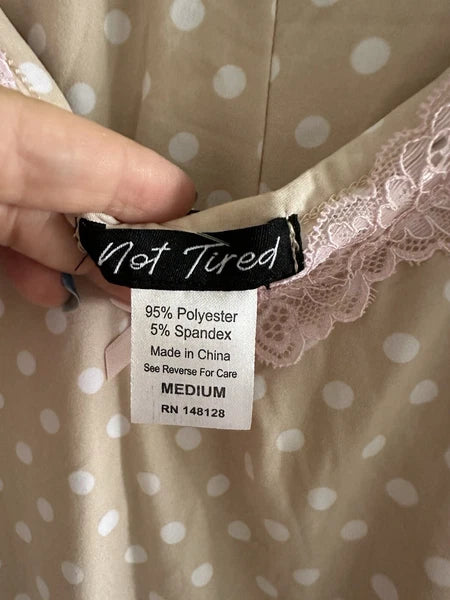 Not Tired
95% Polyester
5% Spandex
Made in China
See Reverse For Care
MEDIUM
RN 148128